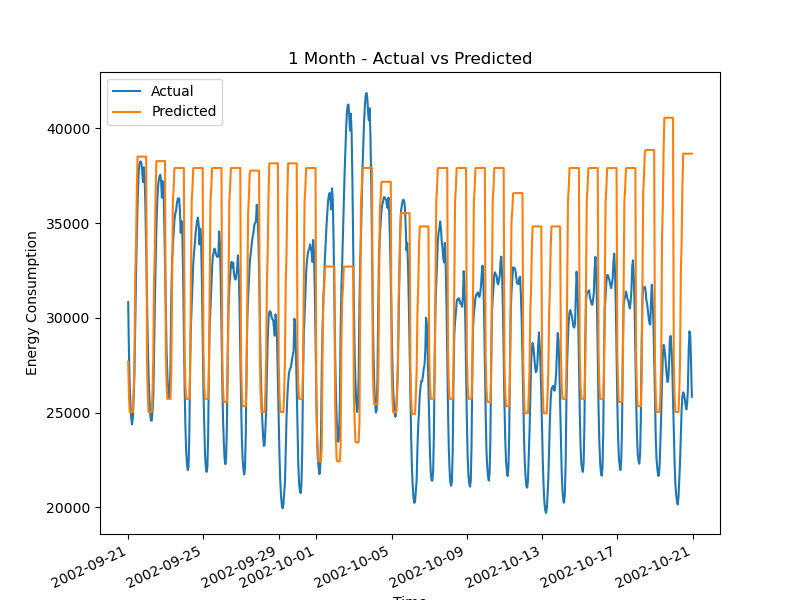 1 Month - Actual vs Predicted
Actual
Predicted
Energy Consumption
40000
35000
30000
25000
20000
2002-09-21
2002-09-25
2002-09-29
2002-10-01
2002-10-05
2002-10-09
2002-10-13
2002-10-17
2002-10-21
Time